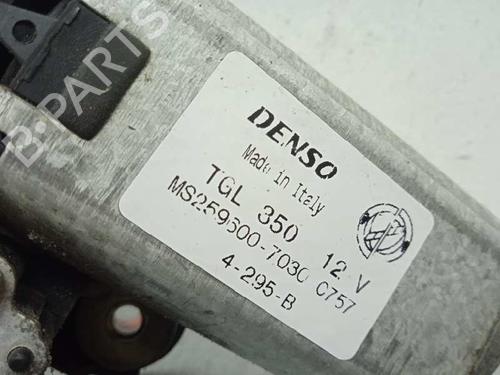 DENSO
Made in Italy
TGL 350 12 V
MS259600-7030 C757
4-295-B
B-PARTS